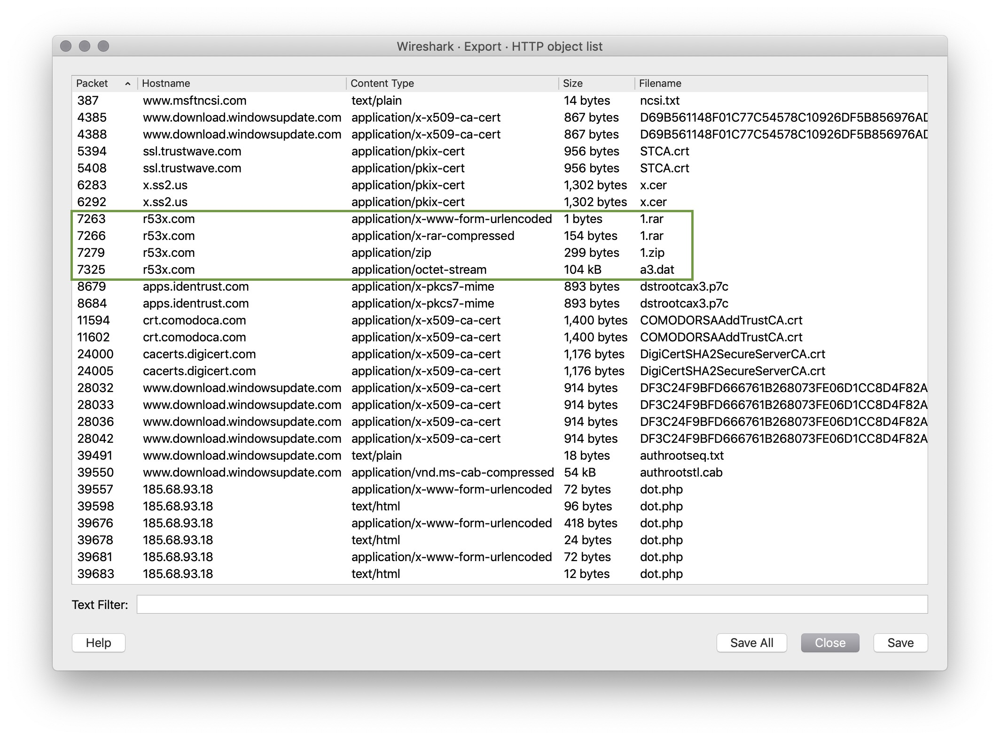 Wireshark · Export · HTTP object list
Packet Hostname Content Type Size Filename
387 www.msftncsi.com text/plain 14 bytes ncsi.txt
4385 www.download.windowsupdate.com application/x-x509-ca-cert 867 bytes D69B561148F01C77C54578C10926DF5B856976AD
4388 www.download.windowsupdate.com application/x-x509-ca-cert 867 bytes D69B561148F01C77C54578C10926DF5B856976AD
5394 ssl.trustwave.com application/pkix-cert 956 bytes STCA.crt
5408 ssl.trustwave.com application/pkix-cert 956 bytes STCA.crt
6283 x.ss2.us application/pkix-cert 1,302 bytes x.cer
6292 x.ss2.us application/pkix-cert 1,302 bytes x.cer
7263 r53x.com application/x-www-form-urlencoded 1 bytes 1.rar
7266 r53x.com application/x-rar-compressed 154 bytes 1.rar
7279 r53x.com application/zip 299 bytes 1.zip
7325 r53x.com application/octet-stream 104 kB a3.dat
8679 apps.identrust.com application/x-pkcs7-mime 893 bytes dstrootcax3.p7c
8684 apps.identrust.com application/x-pkcs7-mime 893 bytes dstrootcax3.p7c
11594 crt.comodoca.com application/x-x509-ca-cert 1,400 bytes COMODORSAAddTrustCA.crt
11602 crt.comodoca.com application/x-x509-ca-cert 1,400 bytes COMODORSAAddTrustCA.crt
24000 cacerts.digicert.com application/x-x509-ca-cert 1,176 bytes DigiCertSHA2SecureServerCA.crt
24005 cacerts.digicert.com application/x-x509-ca-cert 1,176 bytes DigiCertSHA2SecureServerCA.crt
28032 www.download.windowsupdate.com application/x-x509-ca-cert 914 bytes DF3C24F9BFD666761B268073FE06D1CC8D4F82A
28033 www.download.windowsupdate.com application/x-x509-ca-cert 914 bytes DF3C24F9BFD666761B268073FE06D1CC8D4F82A
28036 www.download.windowsupdate.com application/x-x509-ca-cert 914 bytes DF3C24F9BFD666761B268073FE06D1CC8D4F82A
28042 www.download.windowsupdate.com application/x-x509-ca-cert 914 bytes DF3C24F9BFD666761B268073FE06D1CC8D4F82A
39491 www.download.windowsupdate.com text/plain 18 bytes authrootseq.txt
39550 www.download.windowsupdate.com application/vnd.ms-cab-compressed 54 kB authrootstl.cab
39557 185.68.93.18 application/x-www-form-urlencoded 72 bytes dot.php
39598 185.68.93.18 text/html 96 bytes dot.php
39676 185.68.93.18 application/x-www-form-urlencoded 418 bytes dot.php
39678 185.68.93.18 text/html 24 bytes dot.php
39681 185.68.93.18 application/x-www-form-urlencoded 72 bytes dot.php
39683 185.68.93.18 text/html 12 bytes dot.php
Text Filter:
Help Save All Close Save